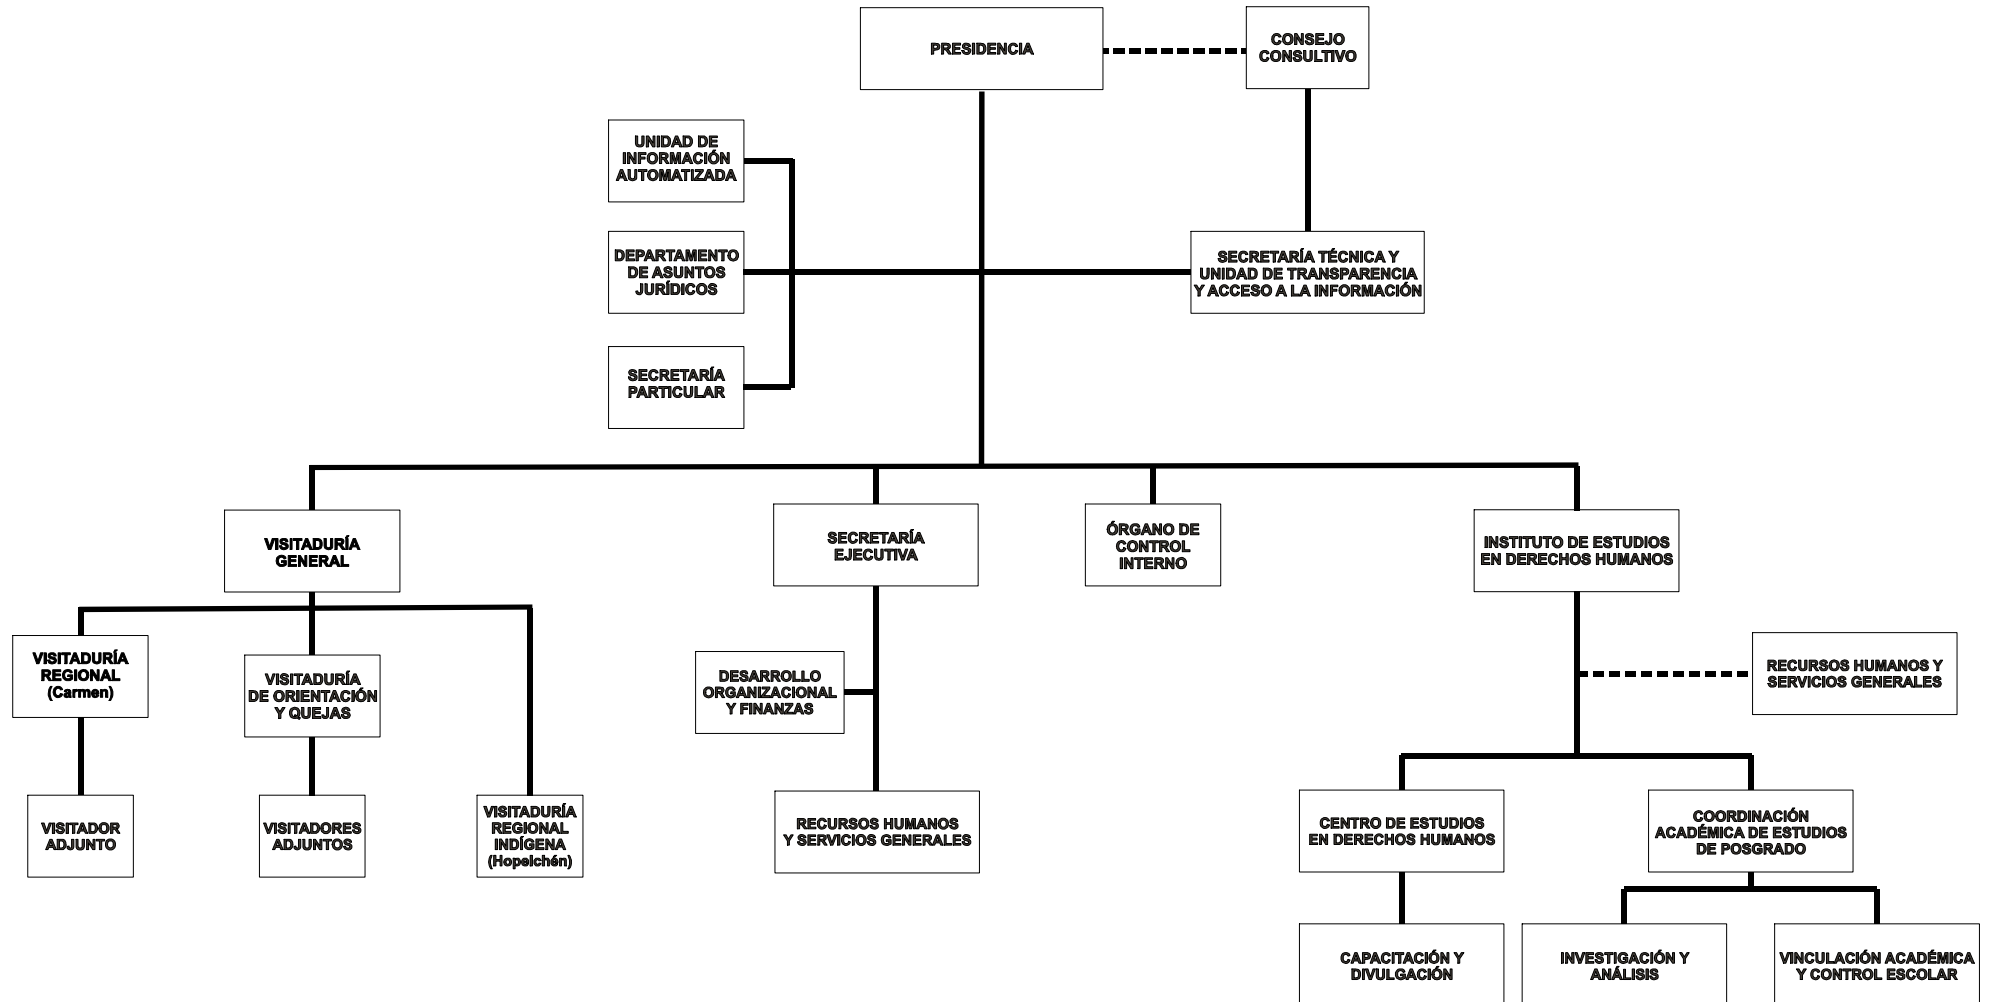 PRESIDENCIA
CONSEJO
CONSULTIVO
UNIDAD DE
INFORMACIÓN
AUTOMATIZADA
DEPARTAMENTO
DE ASUNTOS
JURÍDICOS
SECRETARÍA TÉCNICA Y
UNIDAD DE TRANSPARENCIA
Y ACCESO A LA INFORMACIÓN
SECRETARÍA
PARTICULAR
VISITADURÍA
GENERAL
SECRETARÍA
EJECUTIVA
ÓRGANO DE
CONTROL
INTERNO
INSTITUTO DE ESTUDIOS
EN DERECHOS HUMANOS
VISITADURÍA
REGIONAL
(Carmen)
VISITADURÍA
DE ORIENTACIÓN
Y QUEJAS
DESARROLLO
ORGANIZACIONAL
Y FINANZAS
RECURSOS HUMANOS Y
SERVICIOS GENERALES
VISITADOR
ADJUNTO
VISITADORES
ADJUNTOS
VISITADURÍA
REGIONAL
INDÍGENA
(Hopelchén)
RECURSOS HUMANOS
Y SERVICIOS GENERALES
CENTRO DE ESTUDIOS
EN DERECHOS HUMANOS
COORDINACIÓN
ACADÉMICA DE ESTUDIOS
DE POSGRADO
CAPACITACIÓN Y
DIVULGACIÓN
INVESTIGACIÓN Y
ANÁLISIS
VINCULACIÓN ACADÉMICA
Y CONTROL ESCOLAR